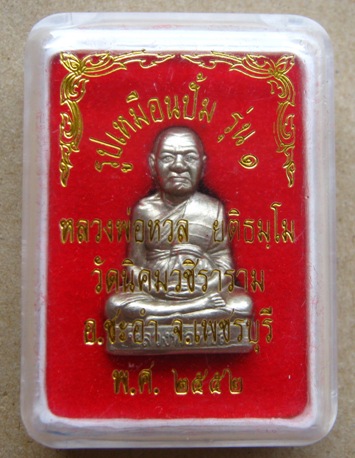 รูปเหมือนปั้ม รุ่น ๑
หลวงพ่อหวล ยติธมฺโม
วัดนิคมวชิราราม
อ.ชะอำ จ.เพชรบุรี
พ.ศ. ๒๕๕๒